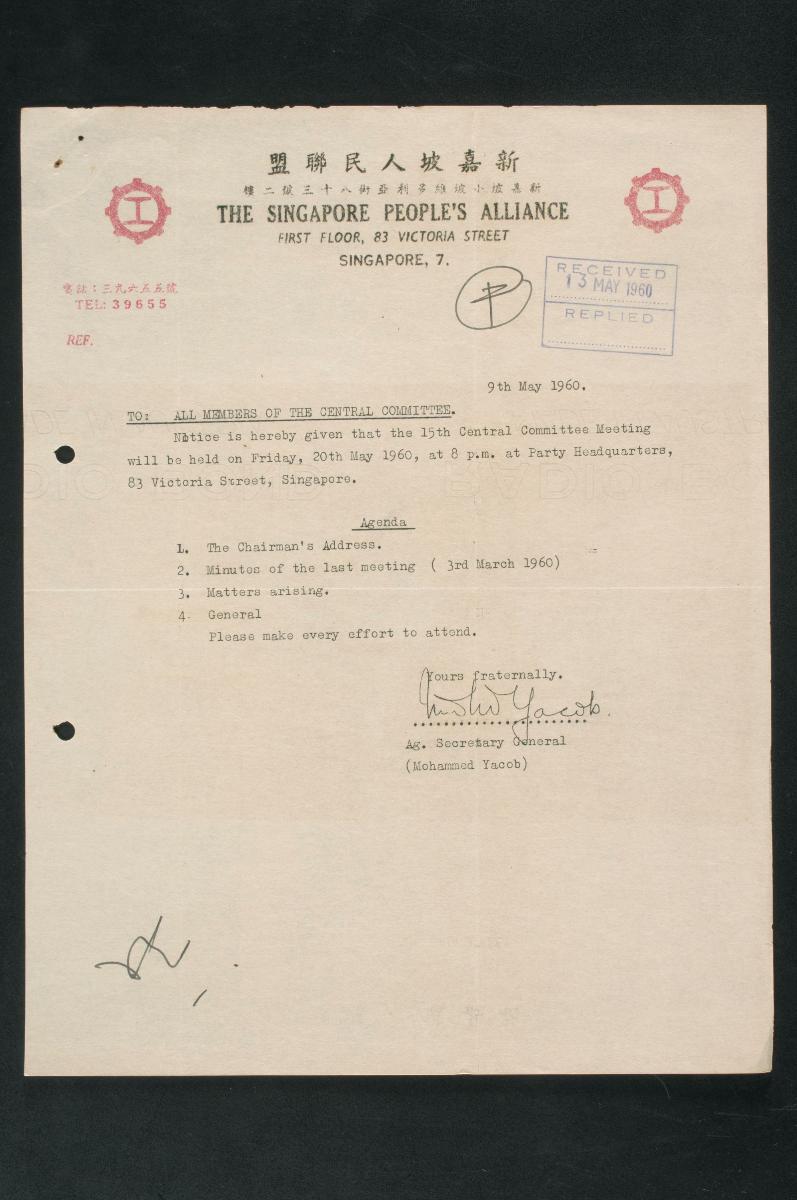 新嘉坡人民聯盟
新嘉坡小坡維多利亞街八十三號二樓
THE SINGAPORE PEOPLE'S ALLIANCE
FIRST FLOOR, 83 VICTORIA STREET
SINGAPORE, 7.
電話：三九六五五號
TEL: 39655
REF.
RECEIVED
13 MAY 1960
REPLIED
9th May 1960.
TO: ALL MEMBERS OF THE CENTRAL COMMITTEE.
Notice is hereby given that the 15th Central Committee Meeting
will be held on Friday, 20th May 1960, at 8 p.m. at Party Headquarters,
83 Victoria Street, Singapore.
Agenda
1. The Chairman's Address.
2. Minutes of the last meeting ( 3rd March 1960)
3. Matters arising.
4. General
Please make every effort to attend.
Yours fraternally.
Mohd Yacob.
Ag. Secretary General
(Mohammed Yacob)